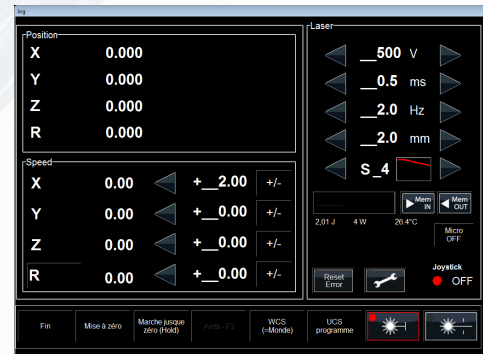 Jog
Position
X 0.000
Y 0.000
Z 0.000
R 0.000
Speed
X 0.00 +__2.00 +/-
Y 0.00 +__0.00 +/-
Z 0.00 +__0.00 +/-
R 0.00 +__0.00 +/-
Laser
__500 V
__0.5 ms
__2.0 Hz
__2.0 mm
S_4
Mem IN
Mem OUT
2,01 J 4 W 26.4°C
Micro OFF
Reset Error
Joystick
OFF
Fin
Mise à zéro
Marche jusque zéro (Hold)
WCS (=Monde)
UCS programme